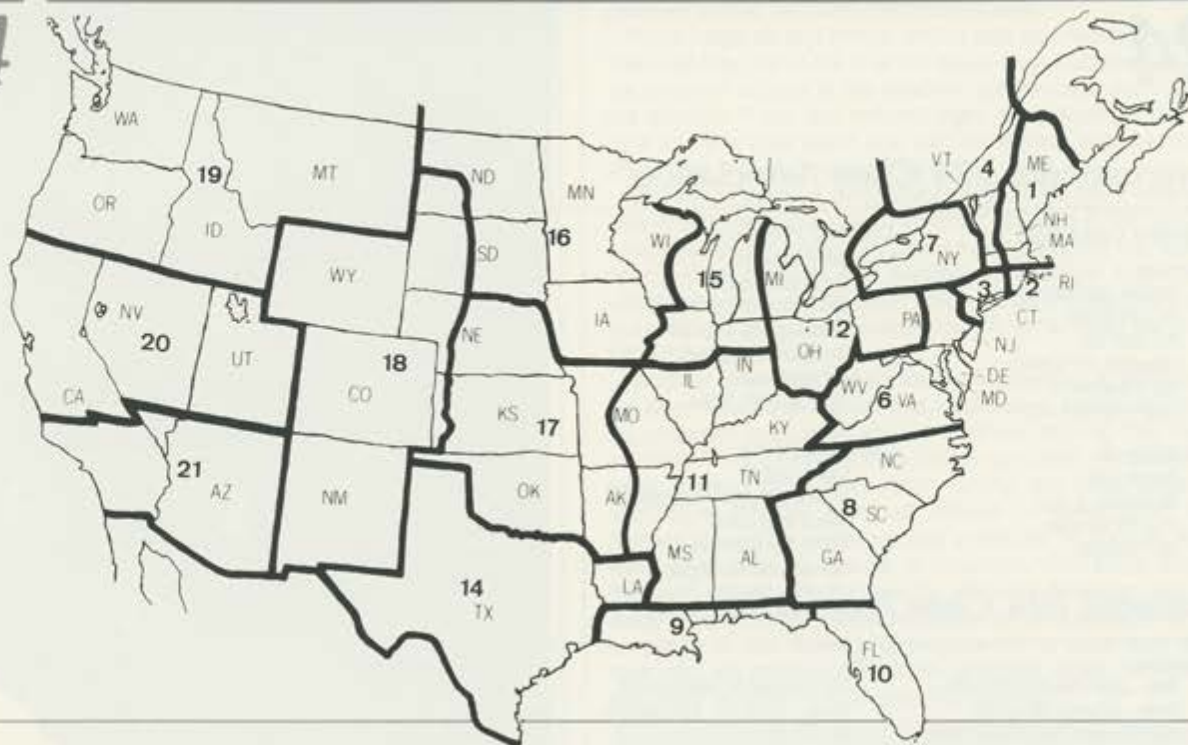 WA
MT
ND
MN
VT
4
ME
1
OR
19
ID
SD
16
WI
15
MI
7
NY
NH
MA
WY
3
2
RI
NV
20
UT
18
CO
NE
IA
12
OH
PA
CT
NJ
CA
KS
17
MO
IL
IN
KY
WV
6
VA
DE
MD
21
AZ
NM
OK
AK
11
TN
NC
8
SC
14
TX
LA
MS
AL
GA
9
FL
10